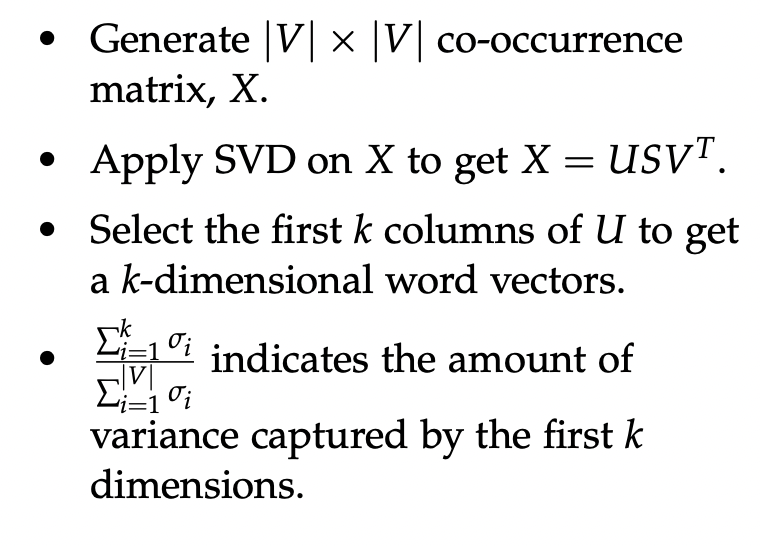 • Generate |V| × |V| co-occurrence
matrix, X.
• Apply SVD on X to get X = USV^T.
• Select the first k columns of U to get
a k-dimensional word vectors.
• \frac{\sum_{i=1}^{k} \sigma_i}{\sum_{i=1}^{|V|} \sigma_i} indicates the amount of
variance captured by the first k
dimensions.